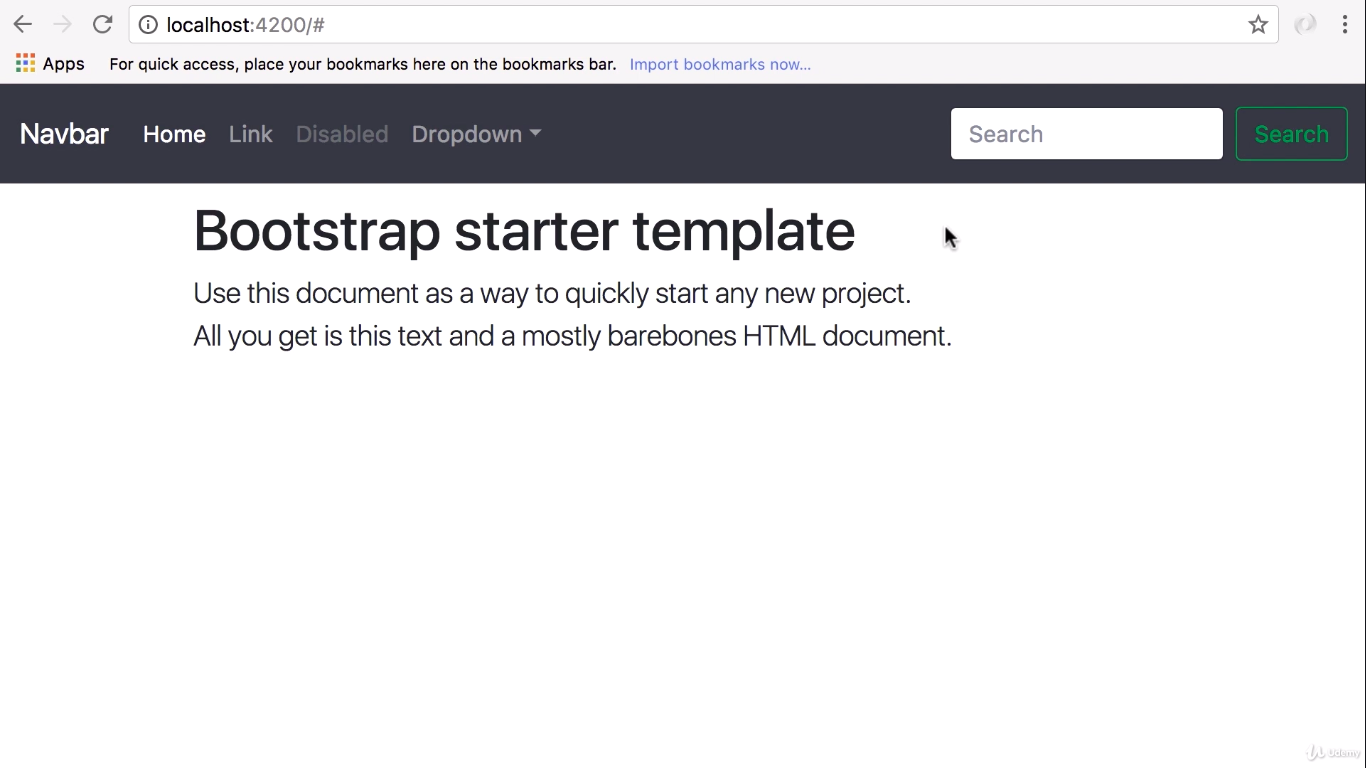 localhost:4200/#
Apps For quick access, place your bookmarks here on the bookmarks bar. Import bookmarks now...
Navbar Home Link Disabled Dropdown Search Search
Bootstrap starter template
Use this document as a way to quickly start any new project.
All you get is this text and a mostly barebones HTML document.
Udemy